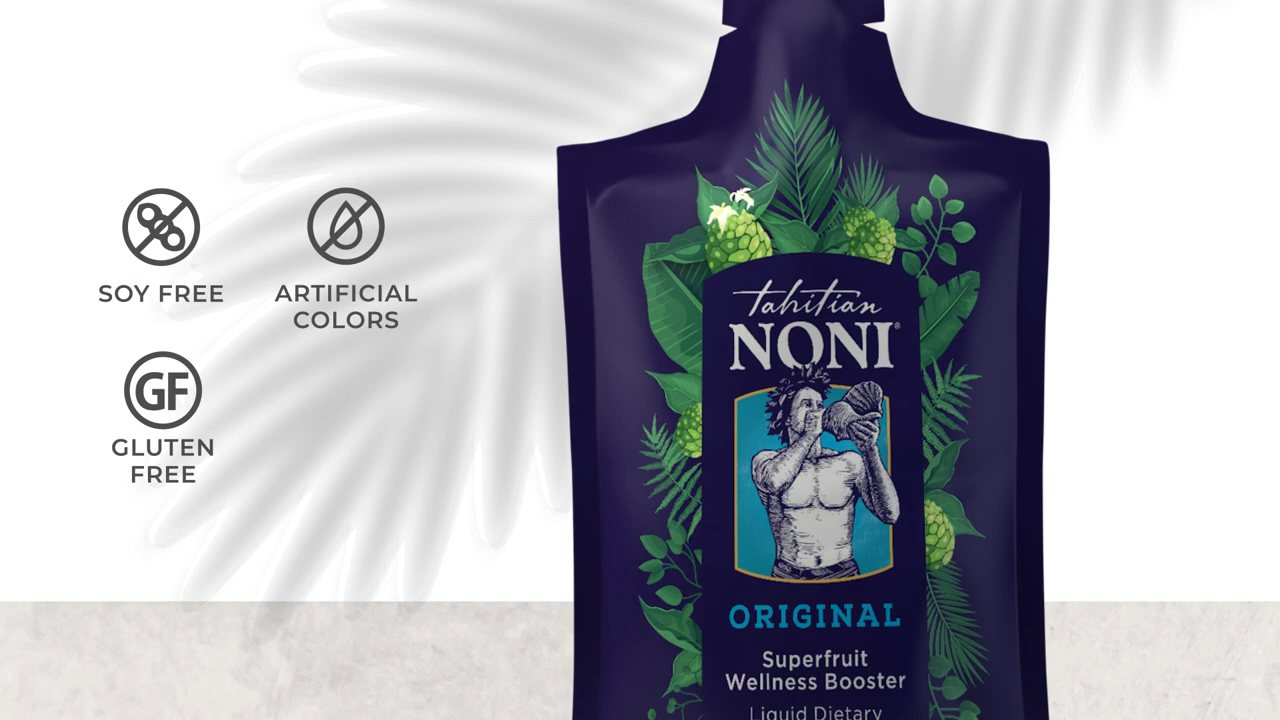 SOY FREE
ARTIFICIAL
COLORS
GF
GLUTEN
FREE
tahitian
NONI®
ORIGINAL
Superfruit
Wellness Booster
Liquid Dietary